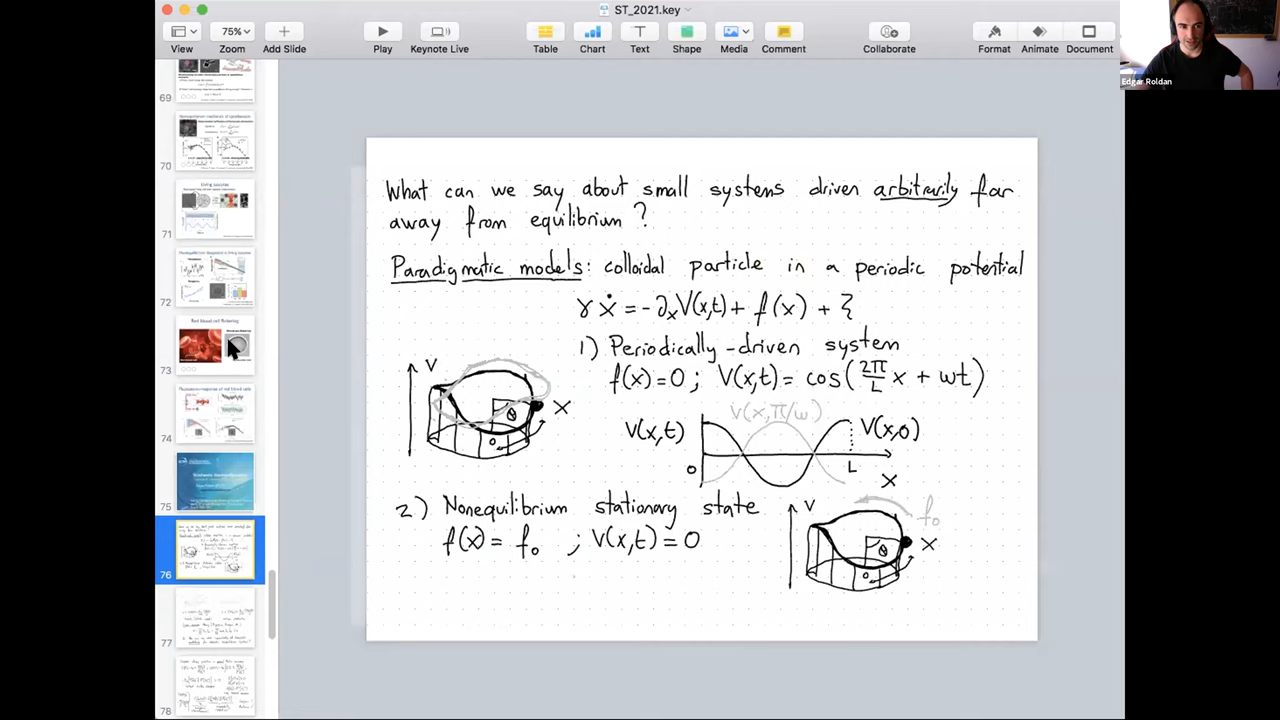 ST_2021.key
75%
View Zoom Add Slide Play Keynote Live Table Chart Text Shape Media Comment Collaborate Format Animate Document
Edgar Roldan
69
70
71
72
73
74
75
76
77
78
What can we say about small systems driven arbitrarily far
away from equilibrium?
Paradigmatic models: colloidal particle in a periodic potential
γ ẋ = -∂xV(x,t) + f(x) + ξ
1) Periodically-driven system
f(x)=0; V(x,t) = cos(2π/L x + ωt)
V
X
V(x,π/ω)
V(x,t)
V(x,0)
0
L
X
2) Nonequilibrium stationary state
f(x) = f₀ ; V(x,t) = 0
V
f₀
X
0